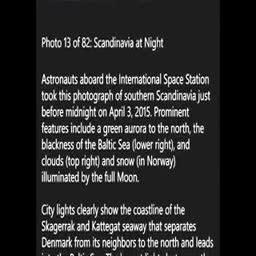 Photo 13 of 82: Scandinavia at Night
Astronauts aboard the International Space Station
took this photograph of southern Scandinavia just
before midnight on April 3, 2015. Prominent
features include a green aurora to the north, the
blackness of the Baltic Sea (lower right), and
clouds (top right) and snow (in Norway)
illuminated by the full Moon.
City lights clearly show the coastline of the
Skagerrak and Kattegat seaway that separates
Denmark from its neighbors to the north and leads